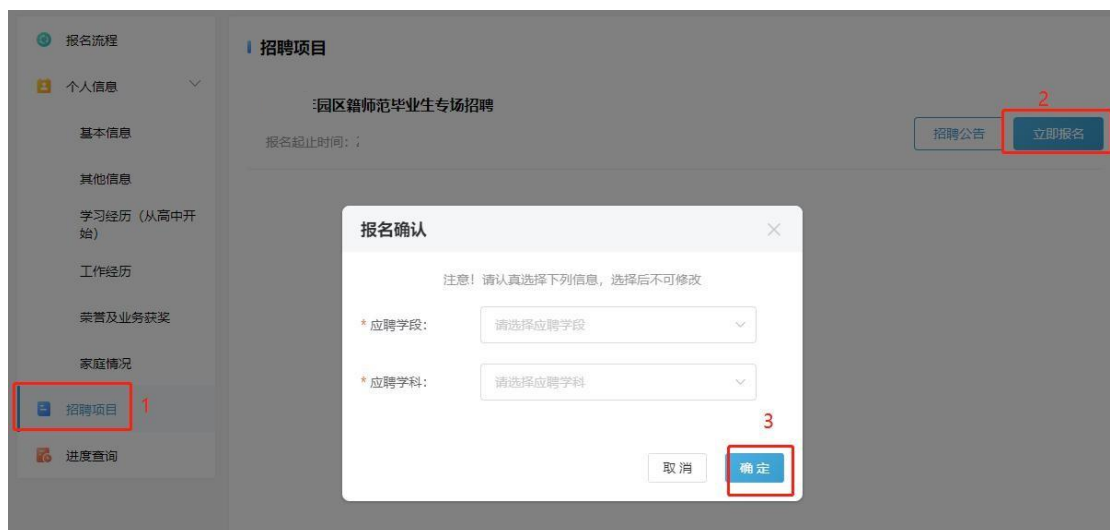 报名流程
个人信息
基本信息
其他信息
学习经历（从高中开
始）
工作经历
荣誉及业务获奖
家庭情况
招聘项目 1
进度查询
招聘项目
园区籍师范毕业生专场招聘
报名起止时间：
2
招聘公告 立即报名
报名确认
注意！请认真选择下列信息，选择后不可修改
* 应聘学段： 请选择应聘学段
* 应聘学科： 请选择应聘学科
3
取消 确定